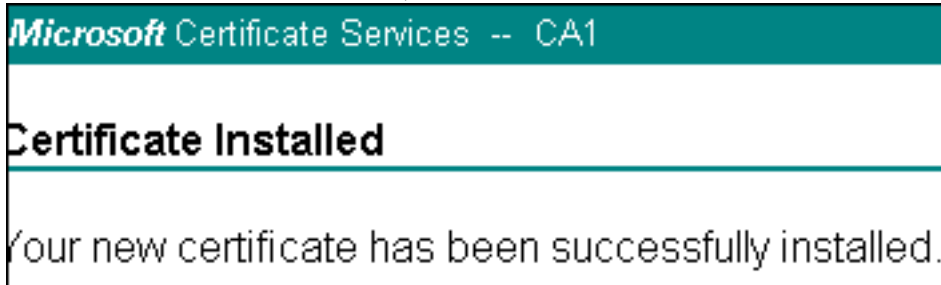 Microsoft Certificate Services -- CA1
Certificate Installed
Your new certificate has been successfully installed.